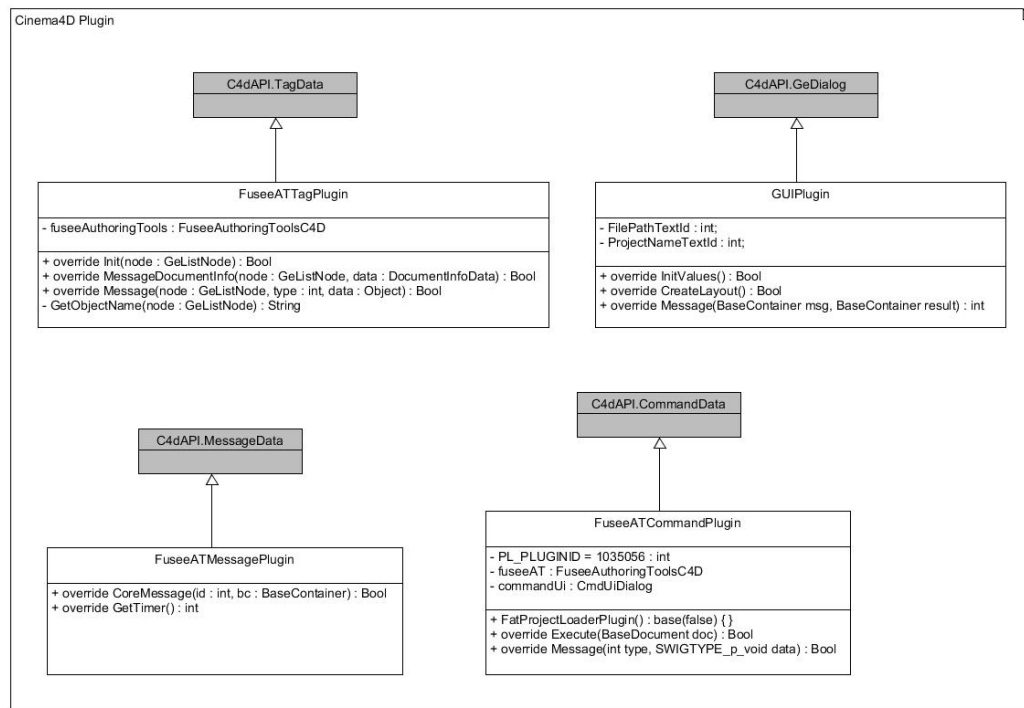 Cinema4D Plugin
C4dAPI.TagData
C4dAPI.GeDialog
FuseeATTagPlugin
- fuseeAuthoringTools : FuseeAuthoringToolsC4D
+ override Init(node : GeListNode) : Bool
+ override MessageDocumentInfo(node : GeListNode, data : DocumentInfoData) : Bool
+ override Message(node : GeListNode, type : int, data : Object) : Bool
- GetObjectName(node : GeListNode) : String
GUIPlugin
- FilePathTextId : int;
- ProjectNameTextId : int;
+ override InitValues() : Bool
+ override CreateLayout() : Bool
+ override Message(BaseContainer msg, BaseContainer result) : int
C4dAPI.MessageData
C4dAPI.CommandData
FuseeATMessagePlugin
+ override CoreMessage(id : int, bc : BaseContainer) : Bool
+ override GetTimer() : int
FuseeATCommandPlugin
- PL_PLUGINID = 1035056 : int
- fuseeAT : FuseeAuthoringToolsC4D
- commandUi : CmdUiDialog
+ FatProjectLoaderPlugin() : base(false) { }
+ override Execute(BaseDocument doc) : Bool
+ override Message(int type, SWIGTYPE_p_void data) : Bool